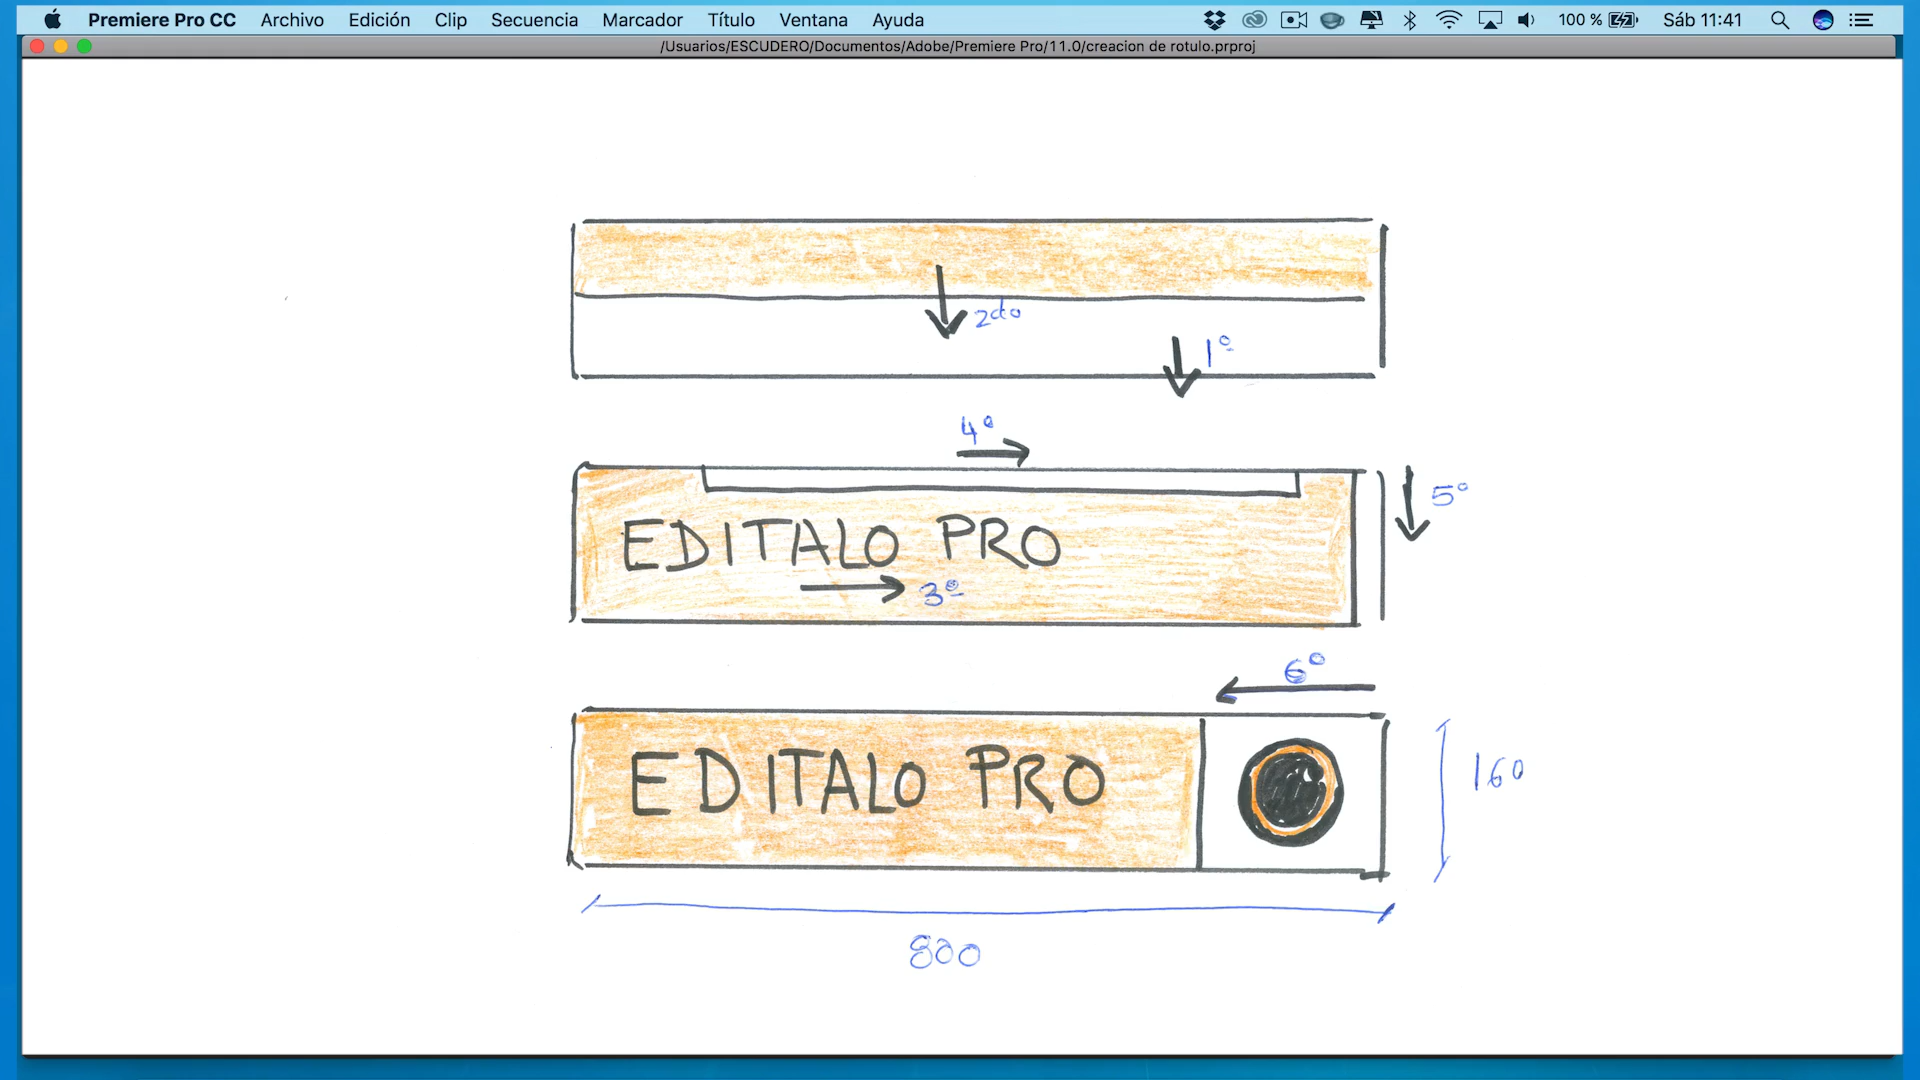 Premiere Pro CC Archivo Edición Clip Secuencia Marcador Título Ventana Ayuda 100 % Sáb 11:41
/Usuarios/ESCUDERO/Documentos/Adobe/Premiere Pro/11.0/creacion de rotulo.prproj
2do
1º
4º
5º
EDITALO PRO
3º
6º
EDITALO PRO
160
800